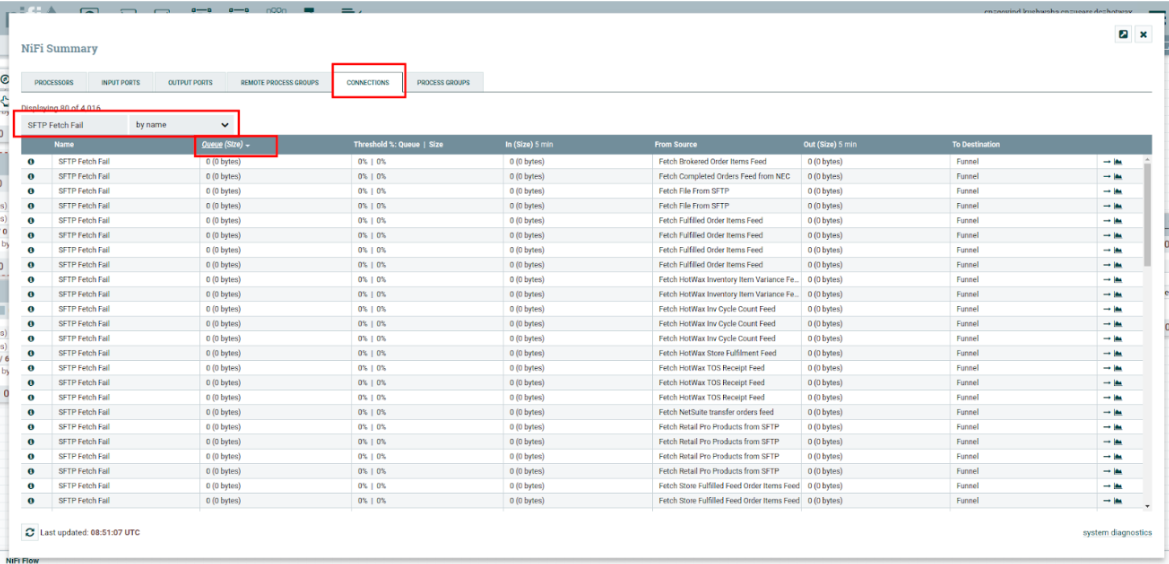 NiFi Summary
PROCESSORS INPUT PORTS OUTPUT PORTS REMOTE PROCESS GROUPS CONNECTIONS PROCESS GROUPS
Displaying 80 of 4,016
SFTP Fetch Fail by name
Name Queue (Size) Threshold %: Queue | Size In (Size) 5 min From Source Out (Size) 5 min To Destination
SFTP Fetch Fail 0 (0 bytes) 0% | 0% 0 (0 bytes) Fetch Brokered Order Items Feed 0 (0 bytes) Funnel
SFTP Fetch Fail 0 (0 bytes) 0% | 0% 0 (0 bytes) Fetch Completed Orders Feed from NEC 0 (0 bytes) Funnel
SFTP Fetch Fail 0 (0 bytes) 0% | 0% 0 (0 bytes) Fetch File From SFTP 0 (0 bytes) Funnel
SFTP Fetch Fail 0 (0 bytes) 0% | 0% 0 (0 bytes) Fetch File From SFTP 0 (0 bytes) Funnel
SFTP Fetch Fail 0 (0 bytes) 0% | 0% 0 (0 bytes) Fetch Fulfilled Order Items Feed 0 (0 bytes) Funnel
SFTP Fetch Fail 0 (0 bytes) 0% | 0% 0 (0 bytes) Fetch Fulfilled Order Items Feed 0 (0 bytes) Funnel
SFTP Fetch Fail 0 (0 bytes) 0% | 0% 0 (0 bytes) Fetch Fulfilled Order Items Feed 0 (0 bytes) Funnel
SFTP Fetch Fail 0 (0 bytes) 0% | 0% 0 (0 bytes) Fetch Fulfilled Order Items Feed 0 (0 bytes) Funnel
SFTP Fetch Fail 0 (0 bytes) 0% | 0% 0 (0 bytes) Fetch HotWax Inventory Item Variance Fe... 0 (0 bytes) Funnel
SFTP Fetch Fail 0 (0 bytes) 0% | 0% 0 (0 bytes) Fetch HotWax Inventory Item Variance Fe... 0 (0 bytes) Funnel
SFTP Fetch Fail 0 (0 bytes) 0% | 0% 0 (0 bytes) Fetch HotWax Inv Cycle Count Feed 0 (0 bytes) Funnel
SFTP Fetch Fail 0 (0 bytes) 0% | 0% 0 (0 bytes) Fetch HotWax Inv Cycle Count Feed 0 (0 bytes) Funnel
SFTP Fetch Fail 0 (0 bytes) 0% | 0% 0 (0 bytes) Fetch HotWax Inv Cycle Count Feed 0 (0 bytes) Funnel
SFTP Fetch Fail 0 (0 bytes) 0% | 0% 0 (0 bytes) Fetch HotWax Store Fulfilment Feed 0 (0 bytes) Funnel
SFTP Fetch Fail 0 (0 bytes) 0% | 0% 0 (0 bytes) Fetch HotWax TOS Receipt Feed 0 (0 bytes) Funnel
SFTP Fetch Fail 0 (0 bytes) 0% | 0% 0 (0 bytes) Fetch HotWax TOS Receipt Feed 0 (0 bytes) Funnel
SFTP Fetch Fail 0 (0 bytes) 0% | 0% 0 (0 bytes) Fetch HotWax TOS Receipt Feed 0 (0 bytes) Funnel
SFTP Fetch Fail 0 (0 bytes) 0% | 0% 0 (0 bytes) Fetch NetSuite transfer orders feed 0 (0 bytes) Funnel
SFTP Fetch Fail 0 (0 bytes) 0% | 0% 0 (0 bytes) Fetch Retail Pro Products from SFTP 0 (0 bytes) Funnel
SFTP Fetch Fail 0 (0 bytes) 0% | 0% 0 (0 bytes) Fetch Retail Pro Products from SFTP 0 (0 bytes) Funnel
SFTP Fetch Fail 0 (0 bytes) 0% | 0% 0 (0 bytes) Fetch Retail Pro Products from SFTP 0 (0 bytes) Funnel
SFTP Fetch Fail 0 (0 bytes) 0% | 0% 0 (0 bytes) Fetch Retail Pro Products from SFTP 0 (0 bytes) Funnel
SFTP Fetch Fail 0 (0 bytes) 0% | 0% 0 (0 bytes) Fetch Store Fulfilled Feed Order Items Feed 0 (0 bytes) Funnel
SFTP Fetch Fail 0 (0 bytes) 0% | 0% 0 (0 bytes) Fetch Store Fulfilled Feed Order Items Feed 0 (0 bytes) Funnel
Last updated: 08:51:07 UTC system diagnostics
NiFi Flow